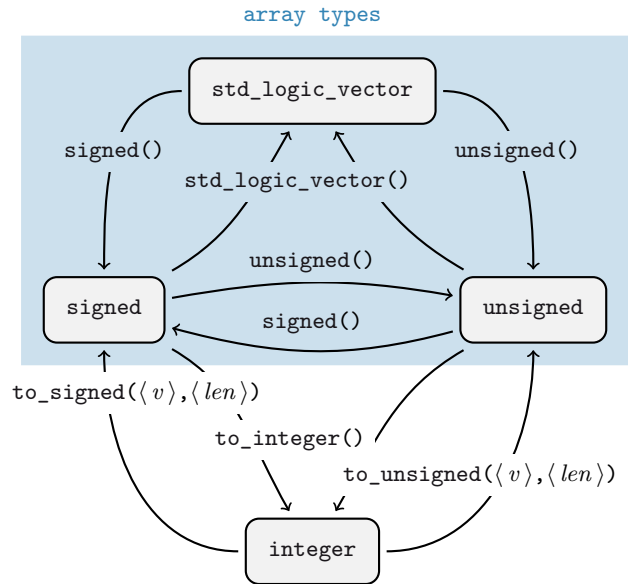 array types
std_logic_vector
signed()
unsigned()
std_logic_vector()
unsigned()
signed
unsigned
signed()
to_signed(⟨v⟩,⟨len⟩)
to_integer()
to_unsigned(⟨v⟩,⟨len⟩)
integer